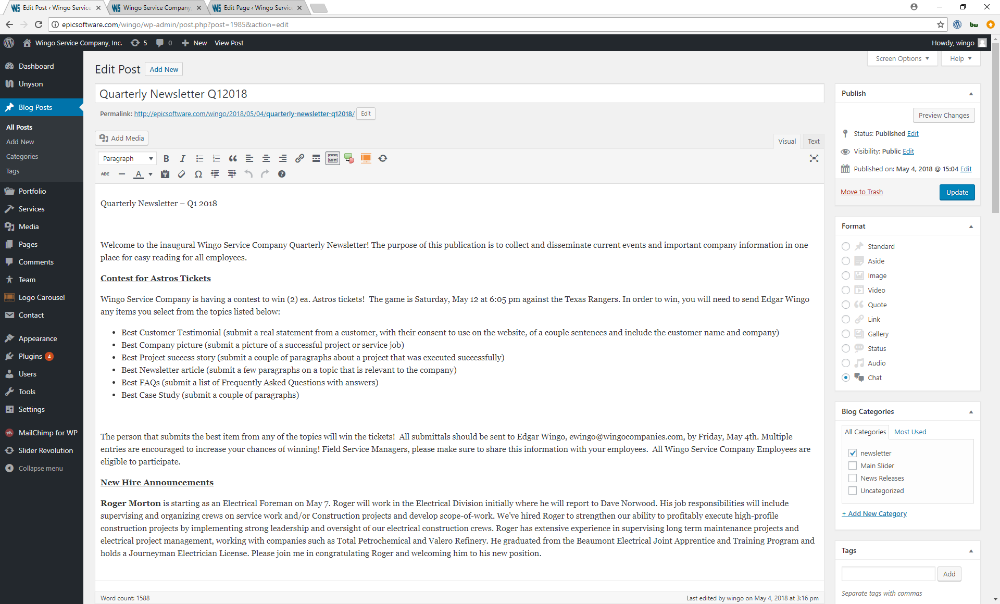 Edit Post ‹ Wingo Service
Wingo Service Company,
Edit Page ‹ Wingo Servic
epicsoftware.com/wingo/wp-admin/post.php?post=1985&action=edit
bw
Wingo Service Company, Inc.
5
0
New
View Post
Howdy, wingo
Dashboard
Unyson
Blog Posts
All Posts
Add New
Categories
Tags
Portfolio
Services
Media
Pages
Comments
Team
Logo Carousel
Contact
Appearance
Plugins 4
Users
Tools
Settings
MailChimp for WP
Slider Revolution
Collapse menu
Screen Options
Help
Edit Post
Add New
Quarterly Newsletter Q12018
Permalink: http://epicsoftware.com/wingo/2018/05/04/quarterly-newsletter-q12018/ Edit
Add Media
Visual
Text
Paragraph
B I
ABC A Ω
Quarterly Newsletter – Q1 2018
Welcome to the inaugural Wingo Service Company Quarterly Newsletter! The purpose of this publication is to collect and disseminate current events and important company information in one
place for easy reading for all employees.
Contest for Astros Tickets
Wingo Service Company is having a contest to win (2) ea. Astros tickets!  The game is Saturday, May 12 at 6:05 pm against the Texas Rangers. In order to win, you will need to send Edgar Wingo
any items you select from the topics listed below:
• Best Customer Testimonial (submit a real statement from a customer, with their consent to use on the website, of a couple sentences and include the customer name and company)
• Best Company picture (submit a picture of a successful project or service job)
• Best Project success story (submit a couple of paragraphs about a project that was executed successfully)
• Best Newsletter article (submit a few paragraphs on a topic that is relevant to the company)
• Best FAQs (submit a list of Frequently Asked Questions with answers)
• Best Case Study (submit a couple of paragraphs)
The person that submits the best item from any of the topics will win the tickets!  All submittals should be sent to Edgar Wingo, ewingo@wingocompanies.com, by Friday, May 4th. Multiple
entries are encouraged to increase your chances of winning! Field Service Managers, please make sure to share this information with your employees.  All Wingo Service Company Employees are
eligible to participate.
New Hire Announcements
Roger Morton is starting as an Electrical Foreman on May 7. Roger will work in the Electrical Division initially where he will report to Dave Norwood. His job responsibilities will include
supervising and organizing crews on service work and/or Construction projects and develop scope-of-work. We've hired Roger to strengthen our ability to profitably execute high-profile
construction projects by implementing strong leadership and oversight of our electrical construction crews. Roger has extensive experience in supervising long term maintenance projects and
electrical project management, working with companies such as Total Petrochemical and Valero Refinery. He graduated from the Beaumont Electrical Joint Apprentice and Training Program and
holds a Journeyman Electrician License. Please join me in congratulating Roger and welcoming him to his new position.
Word count: 1588
Last edited by wingo on May 4, 2018 at 3:16 pm
Publish
Preview Changes
Status: Published Edit
Visibility: Public Edit
Published on: May 4, 2018 @ 15:04 Edit
Move to Trash
Update
Format
Standard
Aside
Image
Video
Quote
Link
Gallery
Status
Audio
Chat
Blog Categories
All Categories
Most Used
newsletter
Main Slider
News Releases
Uncategorized
+ Add New Category
Tags
Add
Separate tags with commas